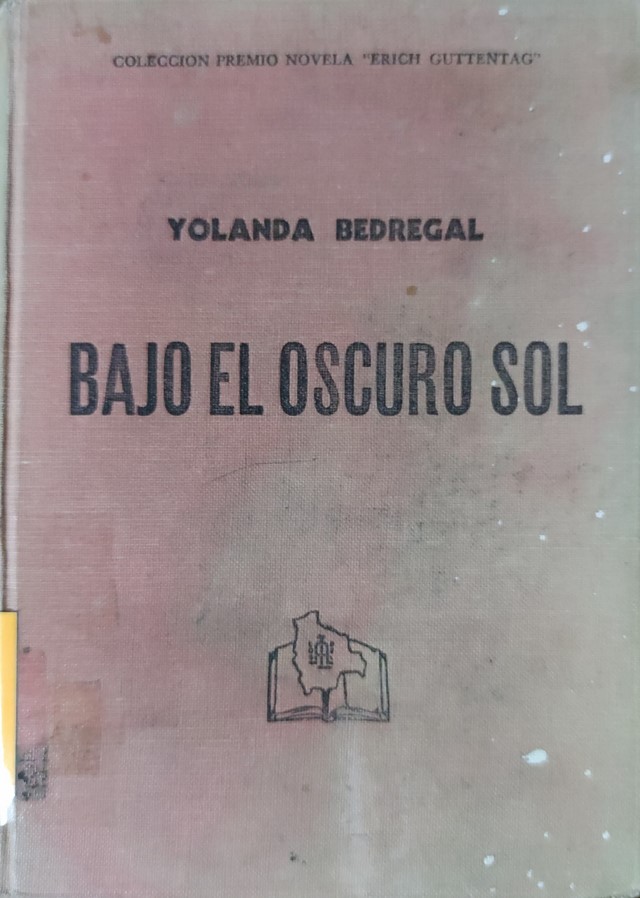 COLECCION PREMIO NOVELA "ERICH GUTTENTAG"
YOLANDA BEDREGAL
BAJO EL OSCURO SOL